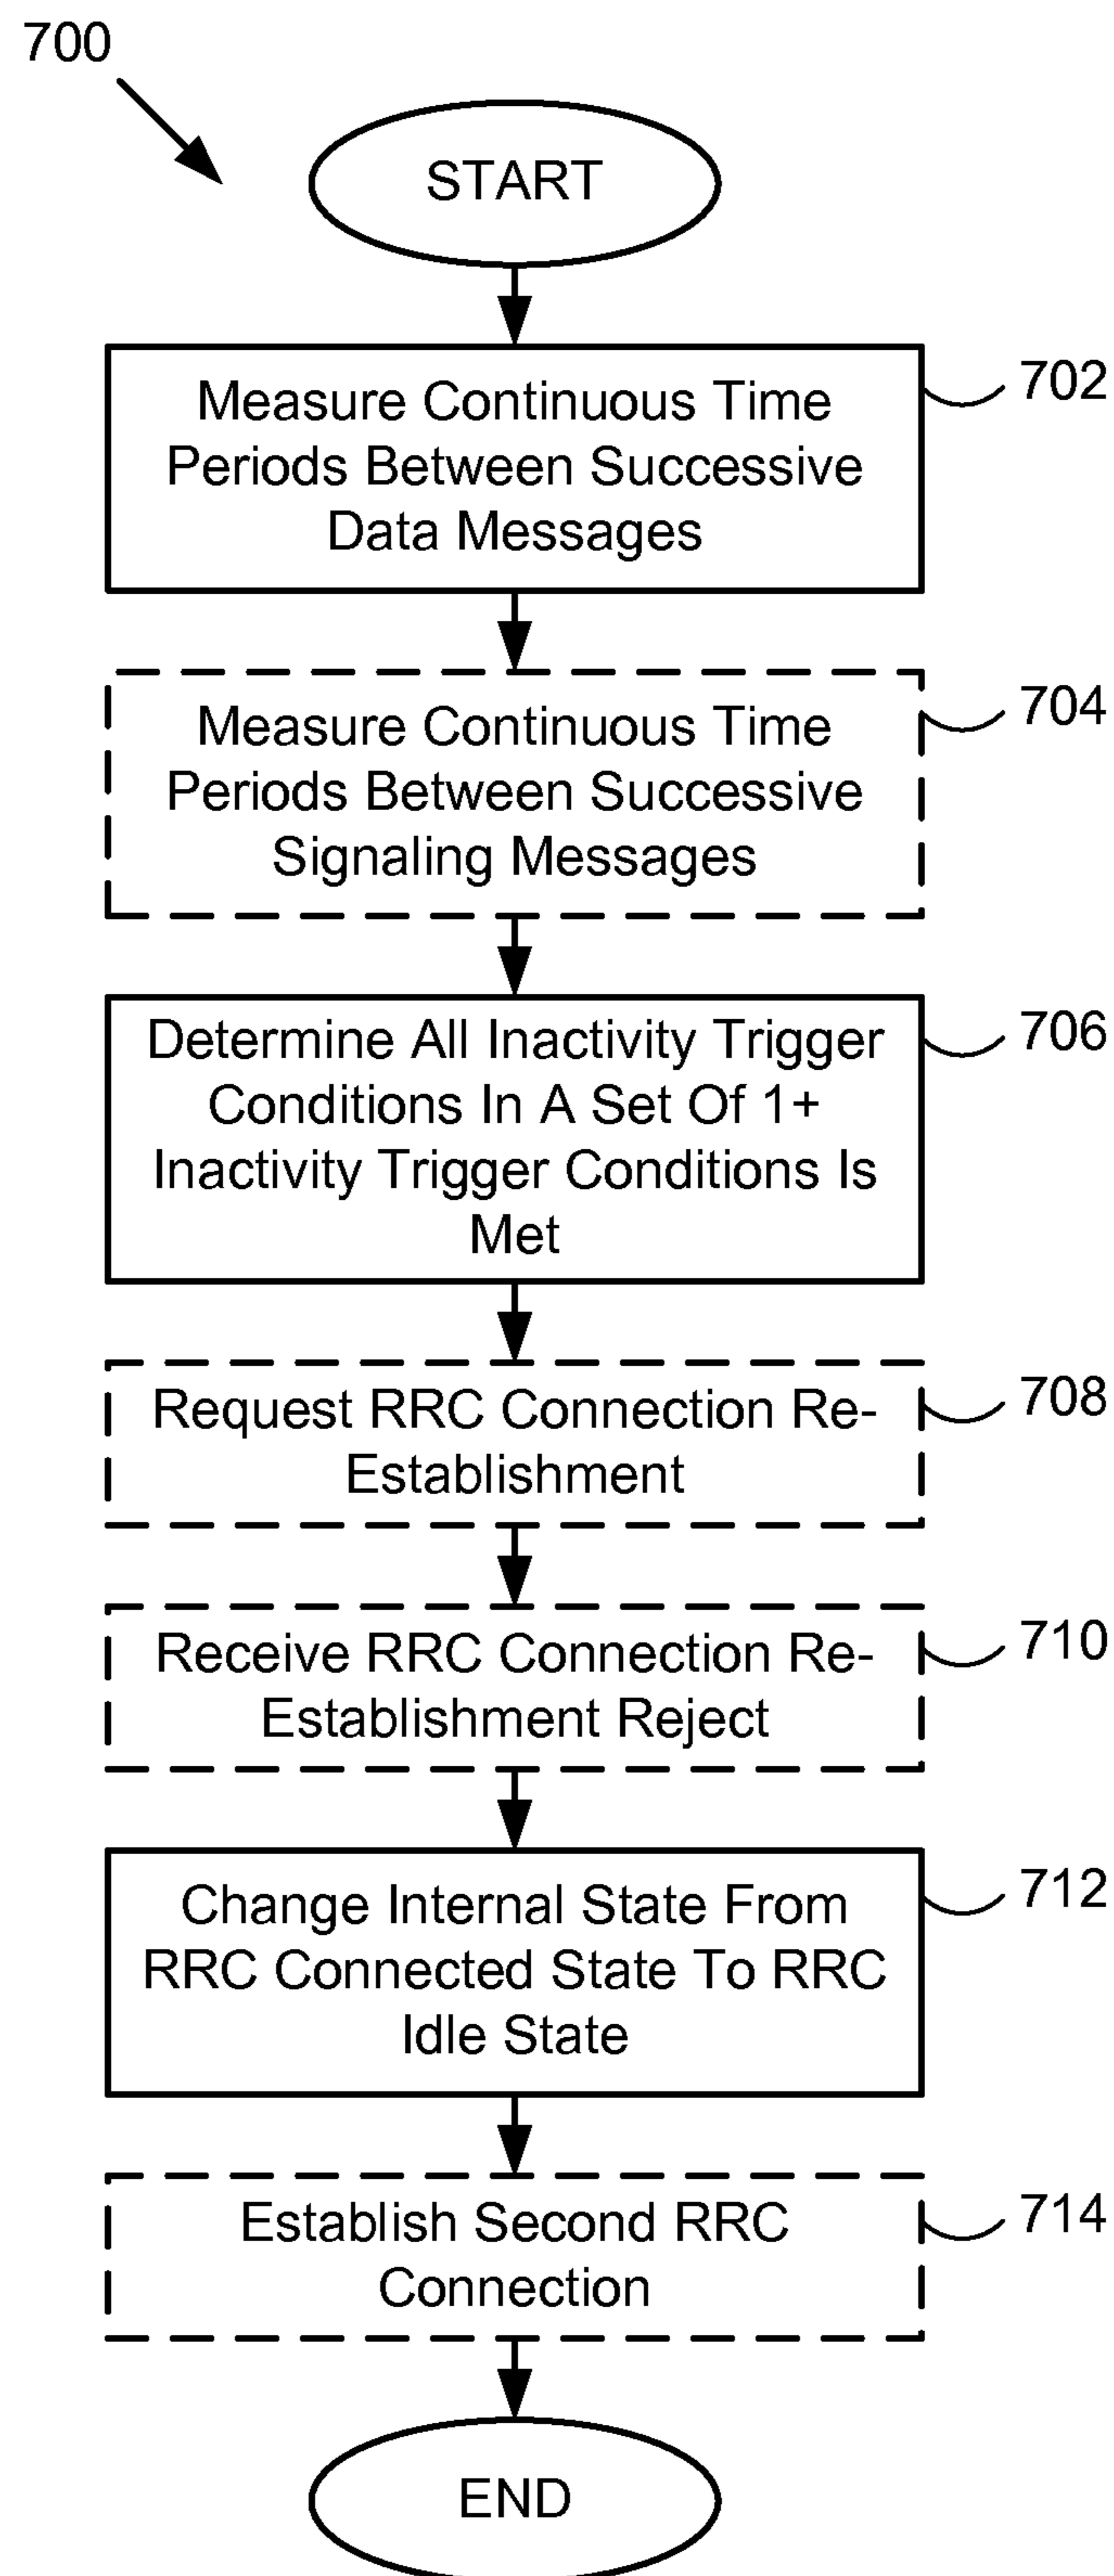 700
START
Measure Continuous Time
Periods Between Successive
Data Messages
702
Measure Continuous Time
Periods Between Successive
Signaling Messages
704
Determine All Inactivity Trigger
Conditions In A Set Of 1+
Inactivity Trigger Conditions Is
Met
706
Request RRC Connection Re-
Establishment
708
Receive RRC Connection Re-
Establishment Reject
710
Change Internal State From
RRC Connected State To RRC
Idle State
712
Establish Second RRC
Connection
714
END